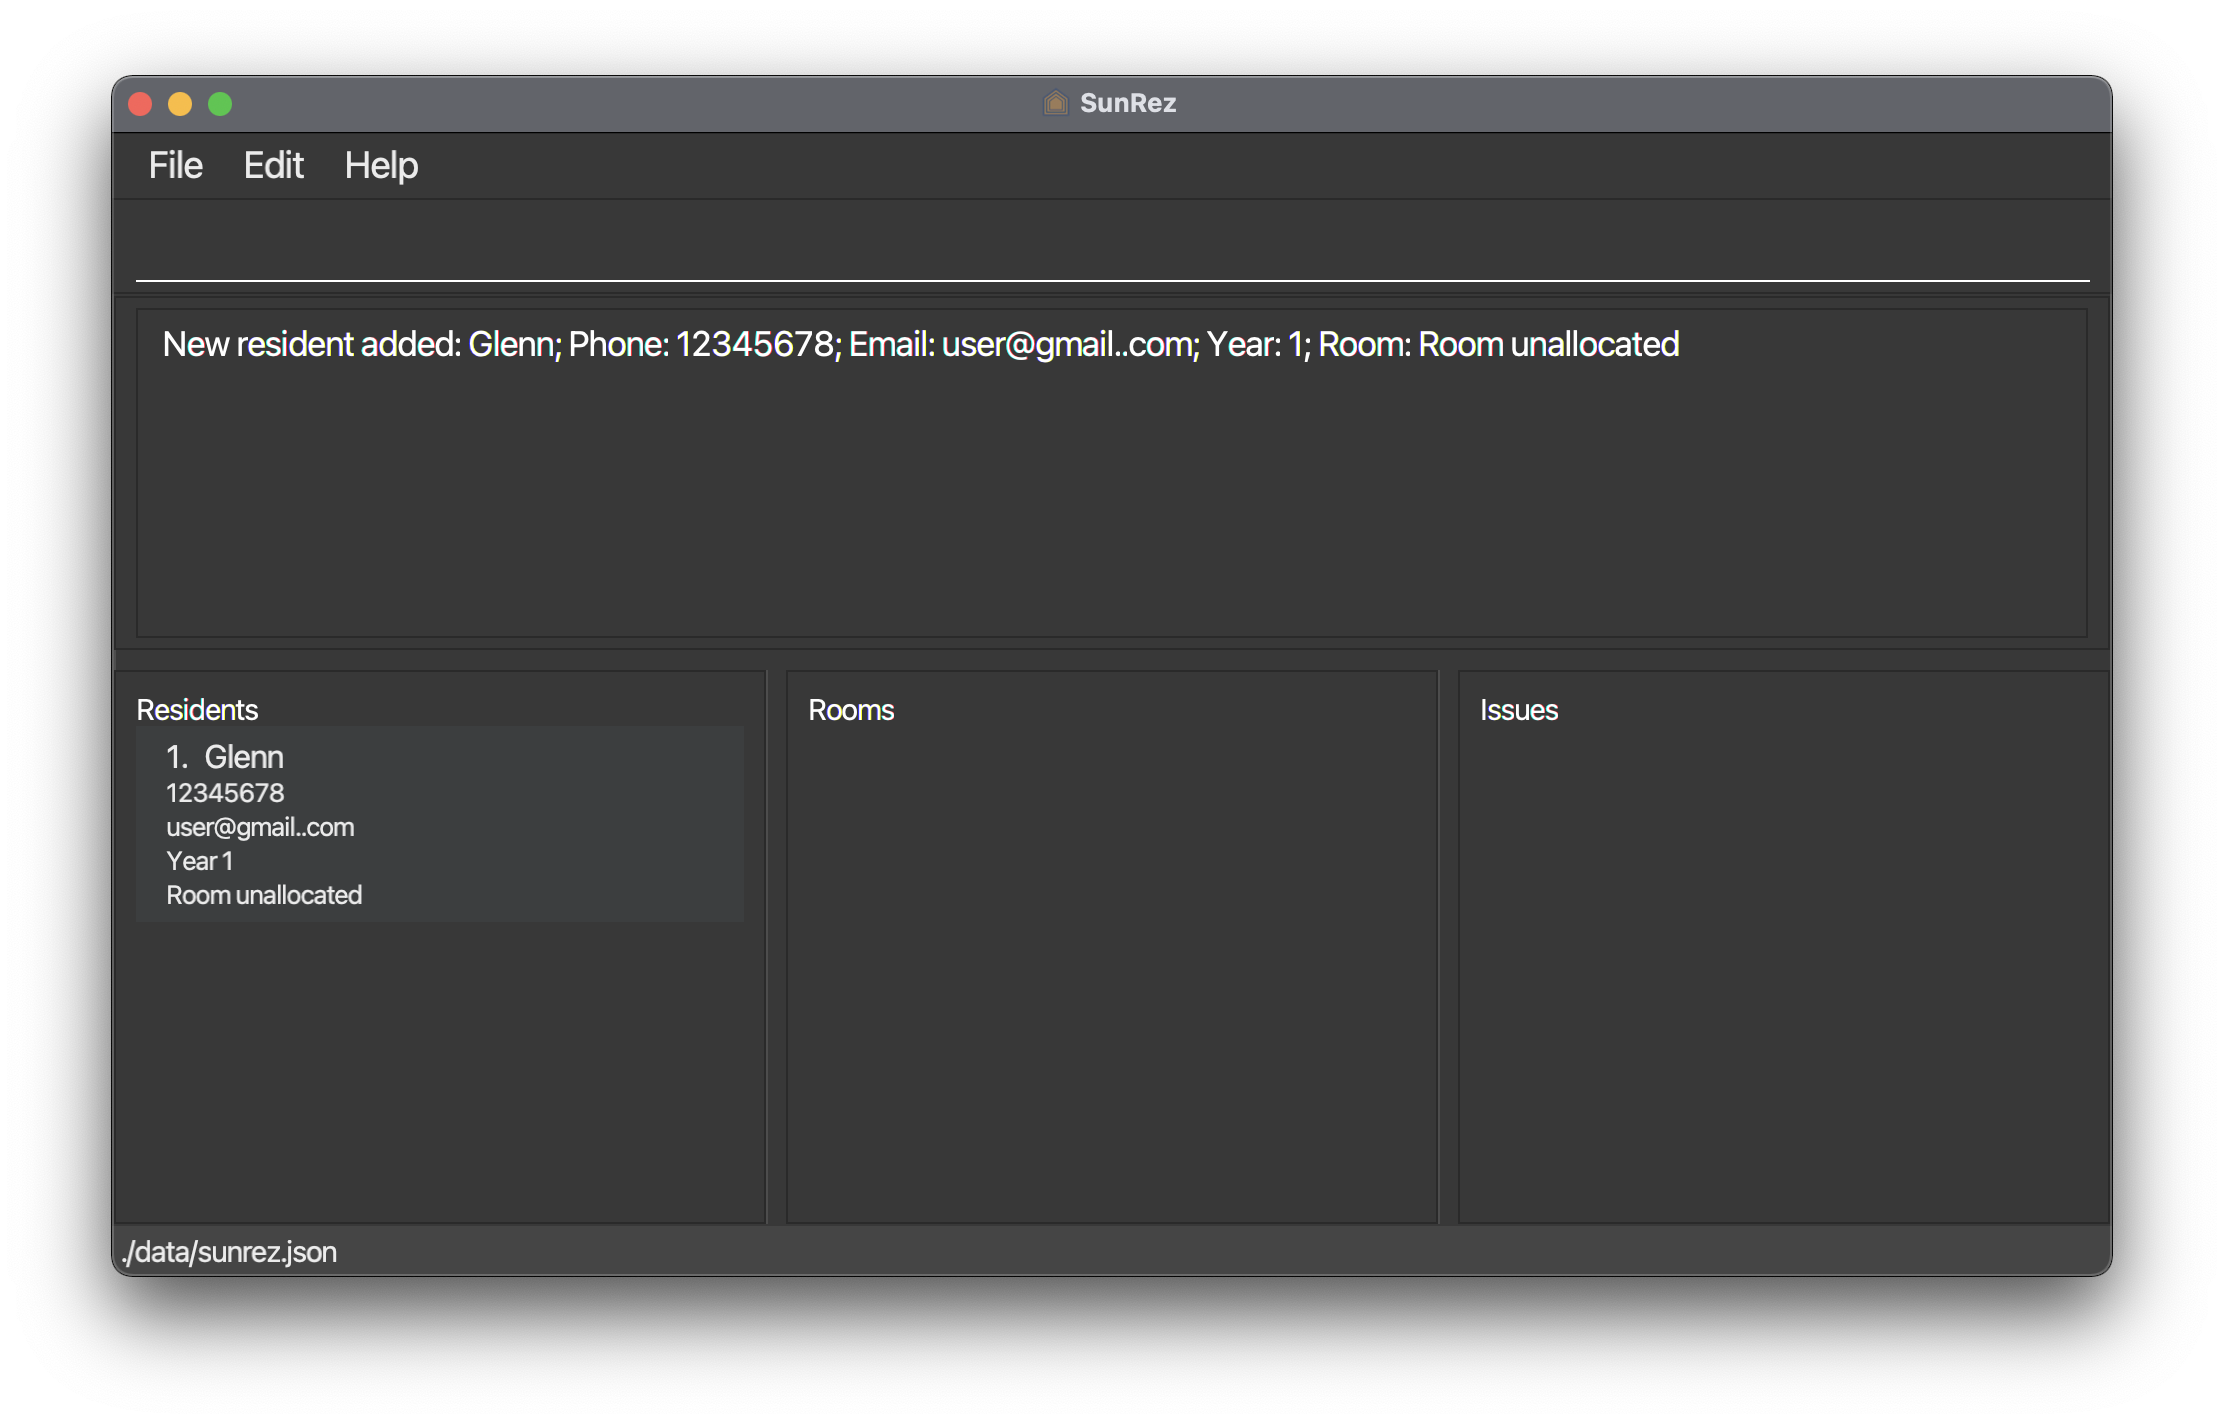 SunRez
File Edit Help
New resident added: Glenn; Phone: 12345678; Email: user@gmail..com; Year: 1; Room: Room unallocated
Residents
1. Glenn
12345678
user@gmail..com
Year 1
Room unallocated
Rooms
Issues
./data/sunrez.json